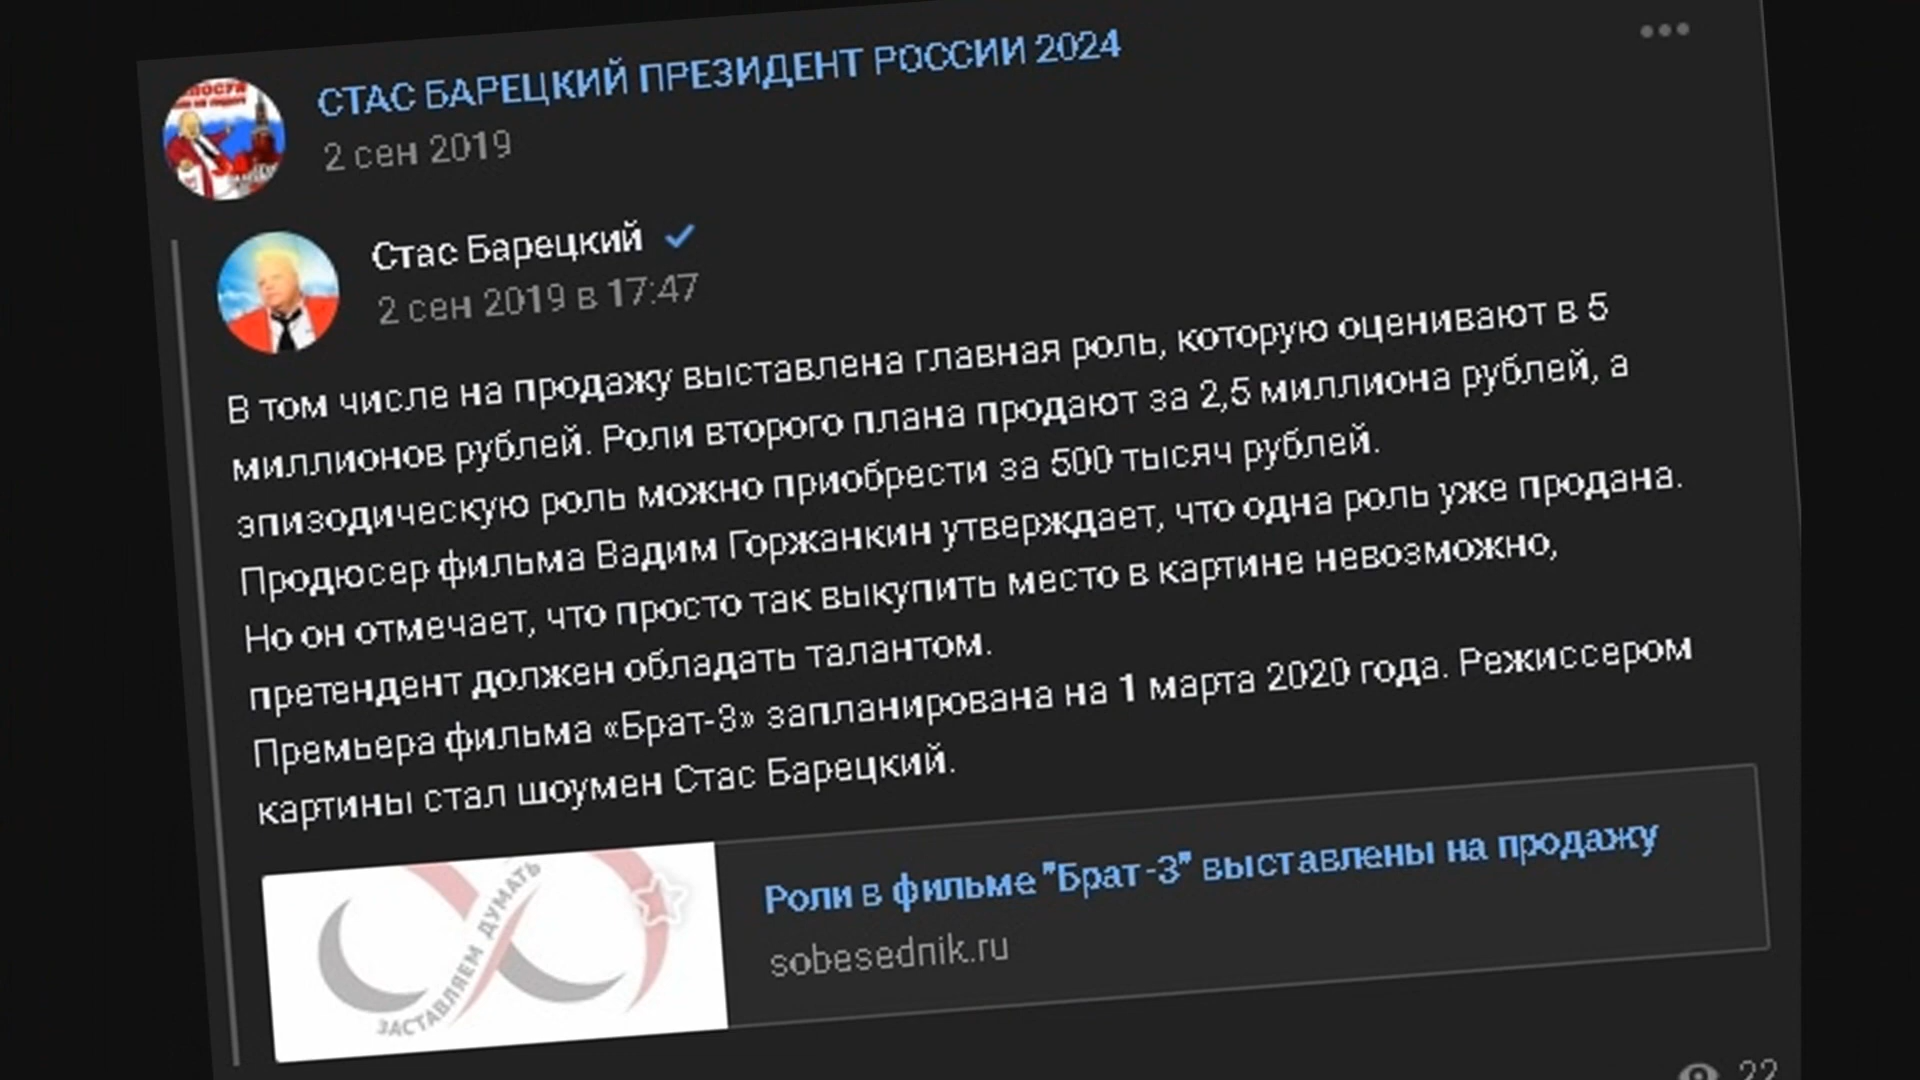 СТАС БАРЕЦКИЙ ПРЕЗИДЕНТ РОССИИ 2024
2 сен 2019
Стас Барецкий
2 сен 2019 в 17:47
В том числе на продажу выставлена главная роль, которую оценивают в 5
миллионов рублей. Роли второго плана продают за 2,5 миллиона рублей, а
эпизодическую роль можно приобрести за 500 тысяч рублей.
Продюсер фильма Вадим Горжанкин утверждает, что одна роль уже продана.
Но он отмечает, что просто так выкупить место в картине невозможно,
претендент должен обладать талантом.
Премьера фильма «Брат-3» запланирована на 1 марта 2020 года. Режиссером
картины стал шоумен Стас Барецкий.
ЗАСТАВЛЯЕМ ДУМАТЬ
Роли в фильме "Брат-3" выставлены на продажу
sobesednik.ru
22